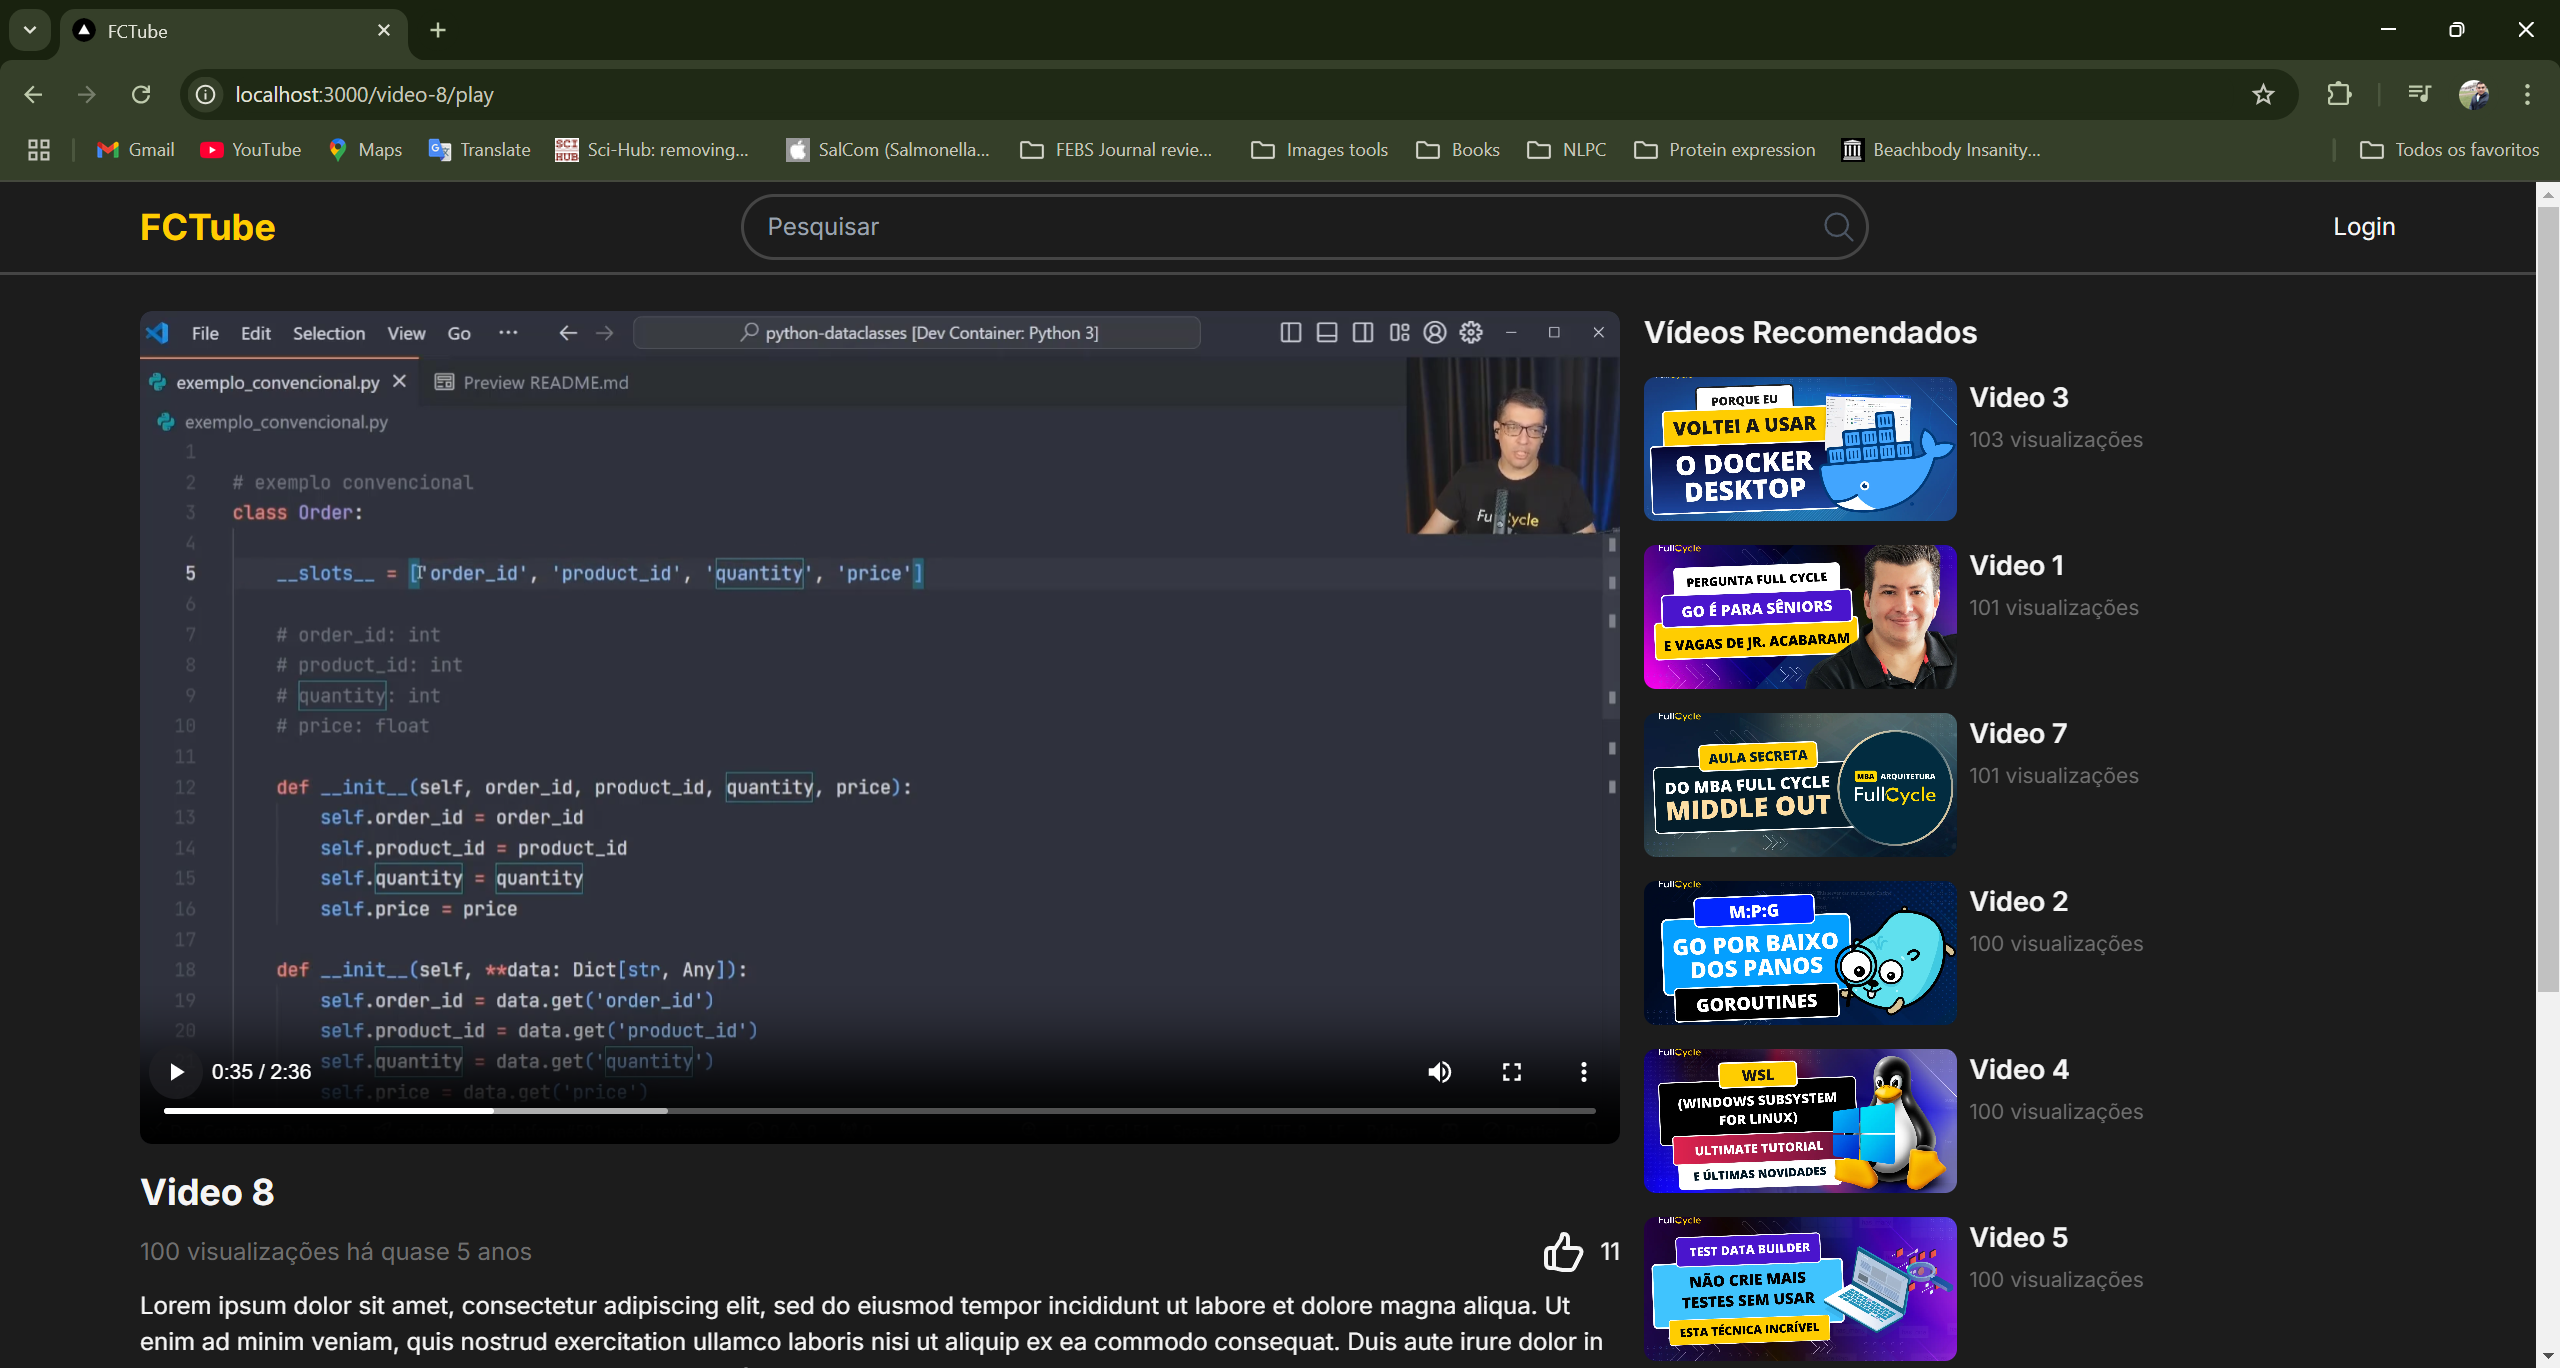 FCTube
localhost:3000/video-8/play
Gmail
YouTube
Maps
Translate
SCI HUB
Sci-Hub: removing...
SalCom (Salmonella...
FEBS Journal revie...
Images tools
Books
NLPC
Protein expression
Beachbody Insanity...
Todos os favoritos
FCTube
Pesquisar
Login
File Edit Selection View Go ···
python-dataclasses [Dev Container: Python 3]
exemplo_convencional.py
Preview README.md
exemplo_convencional.py
1
2 # exemplo convencional
3 class Order:
4
5 __slots__ = ['order_id', 'product_id', 'quantity', 'price']
6
7 # order_id: int
8 # product_id: int
9 # quantity: int
10 # price: float
11
12 def __init__(self, order_id, product_id, quantity, price):
13 self.order_id = order_id
14 self.product_id = product_id
15 self.quantity = quantity
16 self.price = price
17
18 def __init__(self, **data: Dict[str, Any]):
19 self.order_id = data.get('order_id')
20 self.product_id = data.get('product_id')
self.quantity = data.get('quantity')
self.price = data.get('price')
0:35 / 2:36
Video 8
100 visualizações há quase 5 anos
11
Lorem ipsum dolor sit amet, consectetur adipiscing elit, sed do eiusmod tempor incididunt ut labore et dolore magna aliqua. Ut
enim ad minim veniam, quis nostrud exercitation ullamco laboris nisi ut aliquip ex ea commodo consequat. Duis aute irure dolor in
Vídeos Recomendados
PORQUE EU
VOLTEI A USAR
O DOCKER
DESKTOP
Video 3
103 visualizações
FullCycle
PERGUNTA FULL CYCLE
GO É PARA SÊNIORS
E VAGAS DE JR. ACABARAM
Video 1
101 visualizações
FullCycle
AULA SECRETA
DO MBA FULL CYCLE
MIDDLE OUT
MBA ARQUITETURA
FullCycle
Video 7
101 visualizações
FullCycle
M:P:G
GO POR BAIXO
DOS PANOS
GOROUTINES
Video 2
100 visualizações
FullCycle
WSL
(WINDOWS SUBSYSTEM
FOR LINUX)
ULTIMATE TUTORIAL
E ÚLTIMAS NOVIDADES
Video 4
100 visualizações
FullCycle
TEST DATA BUILDER
NÃO CRIE MAIS
TESTES SEM USAR
ESTA TÉCNICA INCRÍVEL
Video 5
100 visualizações